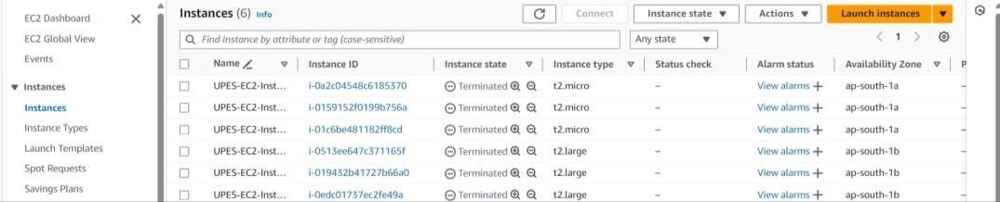 EC2 Dashboard
EC2 Global View
Events
Instances
Instances
Instance Types
Launch Templates
Spot Requests
Savings Plans
Instances (6) Info
Connect
Instance state
Actions
Launch instances
Find Instance by attribute or tag (case-sensitive)
Any state
1
Name Instance ID Instance state Instance type Status check Alarm status Availability Zone P
UPES-EC2-Inst... i-0a2c04548c6185370 Terminated t2.micro – View alarms + ap-south-1a –
UPES-EC2-Inst... i-0159152f0199b756a Terminated t2.micro – View alarms + ap-south-1a –
UPES-EC2-Inst... i-01c6be481182ff8cd Terminated t2.micro – View alarms + ap-south-1a –
UPES-EC2-Inst... i-0513ee647c371165f Terminated t2.large – View alarms + ap-south-1b –
UPES-EC2-Inst... i-019432b41727b66a0 Terminated t2.large – View alarms + ap-south-1b –
UPES-EC2-Inst... i-0edc01737ec2fe49a Terminated t2.large – View alarms + ap-south-1b –